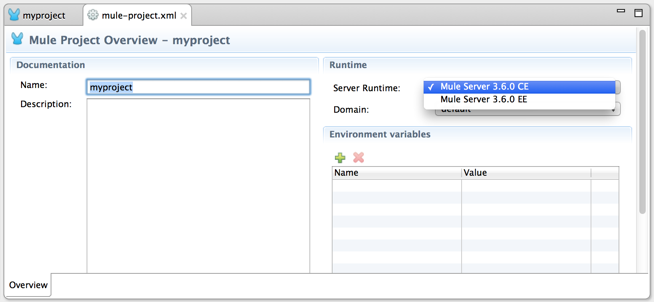 myproject
mule-project.xml
Mule Project Overview - myproject
Documentation
Name:
myproject
Description:
Runtime
Server Runtime:
✓ Mule Server 3.6.0 CE
Mule Server 3.6.0 EE
Domain:
default
Environment variables
Name Value
Overview